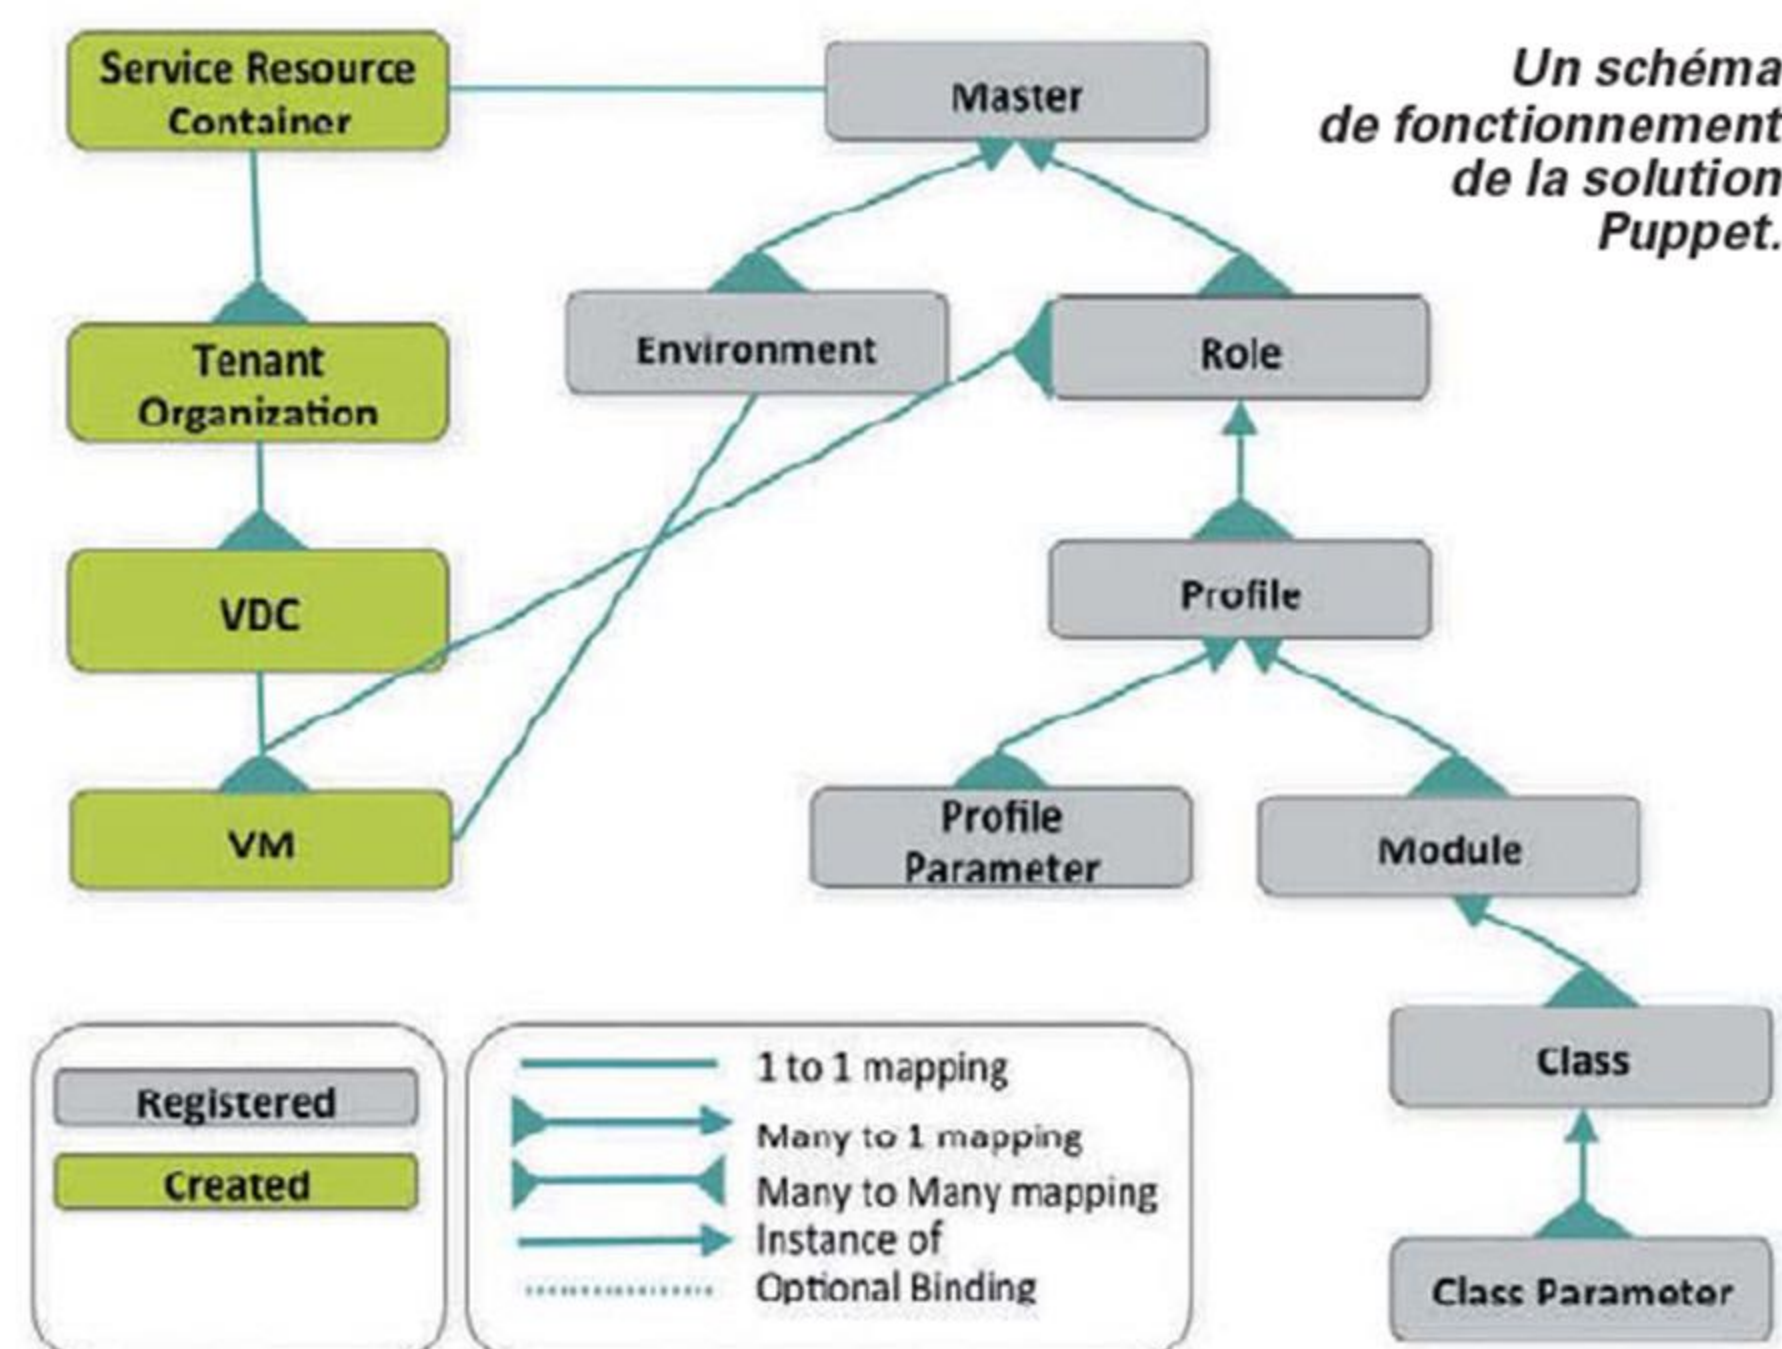 Service Resource
Container
Master
Un schéma
de fonctionnement
de la solution
Puppet.
Tenant
Organization
Environment
Role
VDC
Profile
VM
Profile
Parameter
Module
Class
Class Parameter
Registered
Created
1 to 1 mapping
Many to 1 mapping
Many to Many mapping
Instance of
Optional Binding